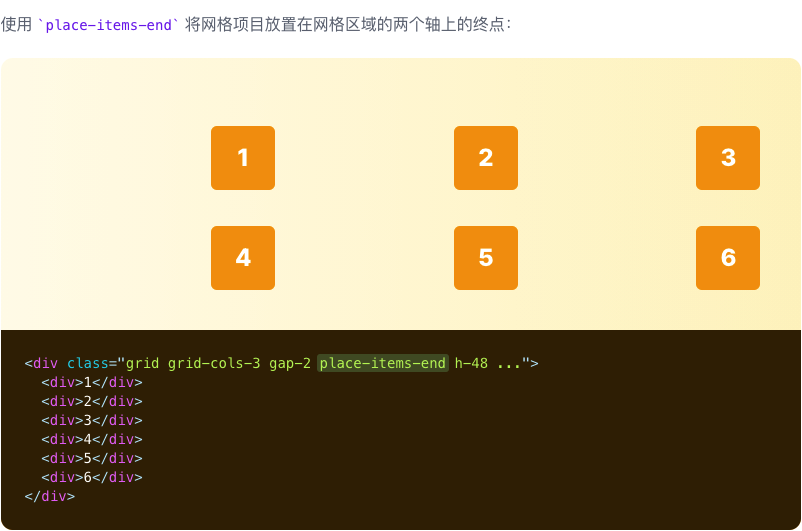 使用 `place-items-end` 将网格项目放置在网格区域的两个轴上的终点：
1 2 3
4 5 6
<div class="grid grid-cols-3 gap-2 place-items-end h-48 ...">
  <div>1</div>
  <div>2</div>
  <div>3</div>
  <div>4</div>
  <div>5</div>
  <div>6</div>
</div>